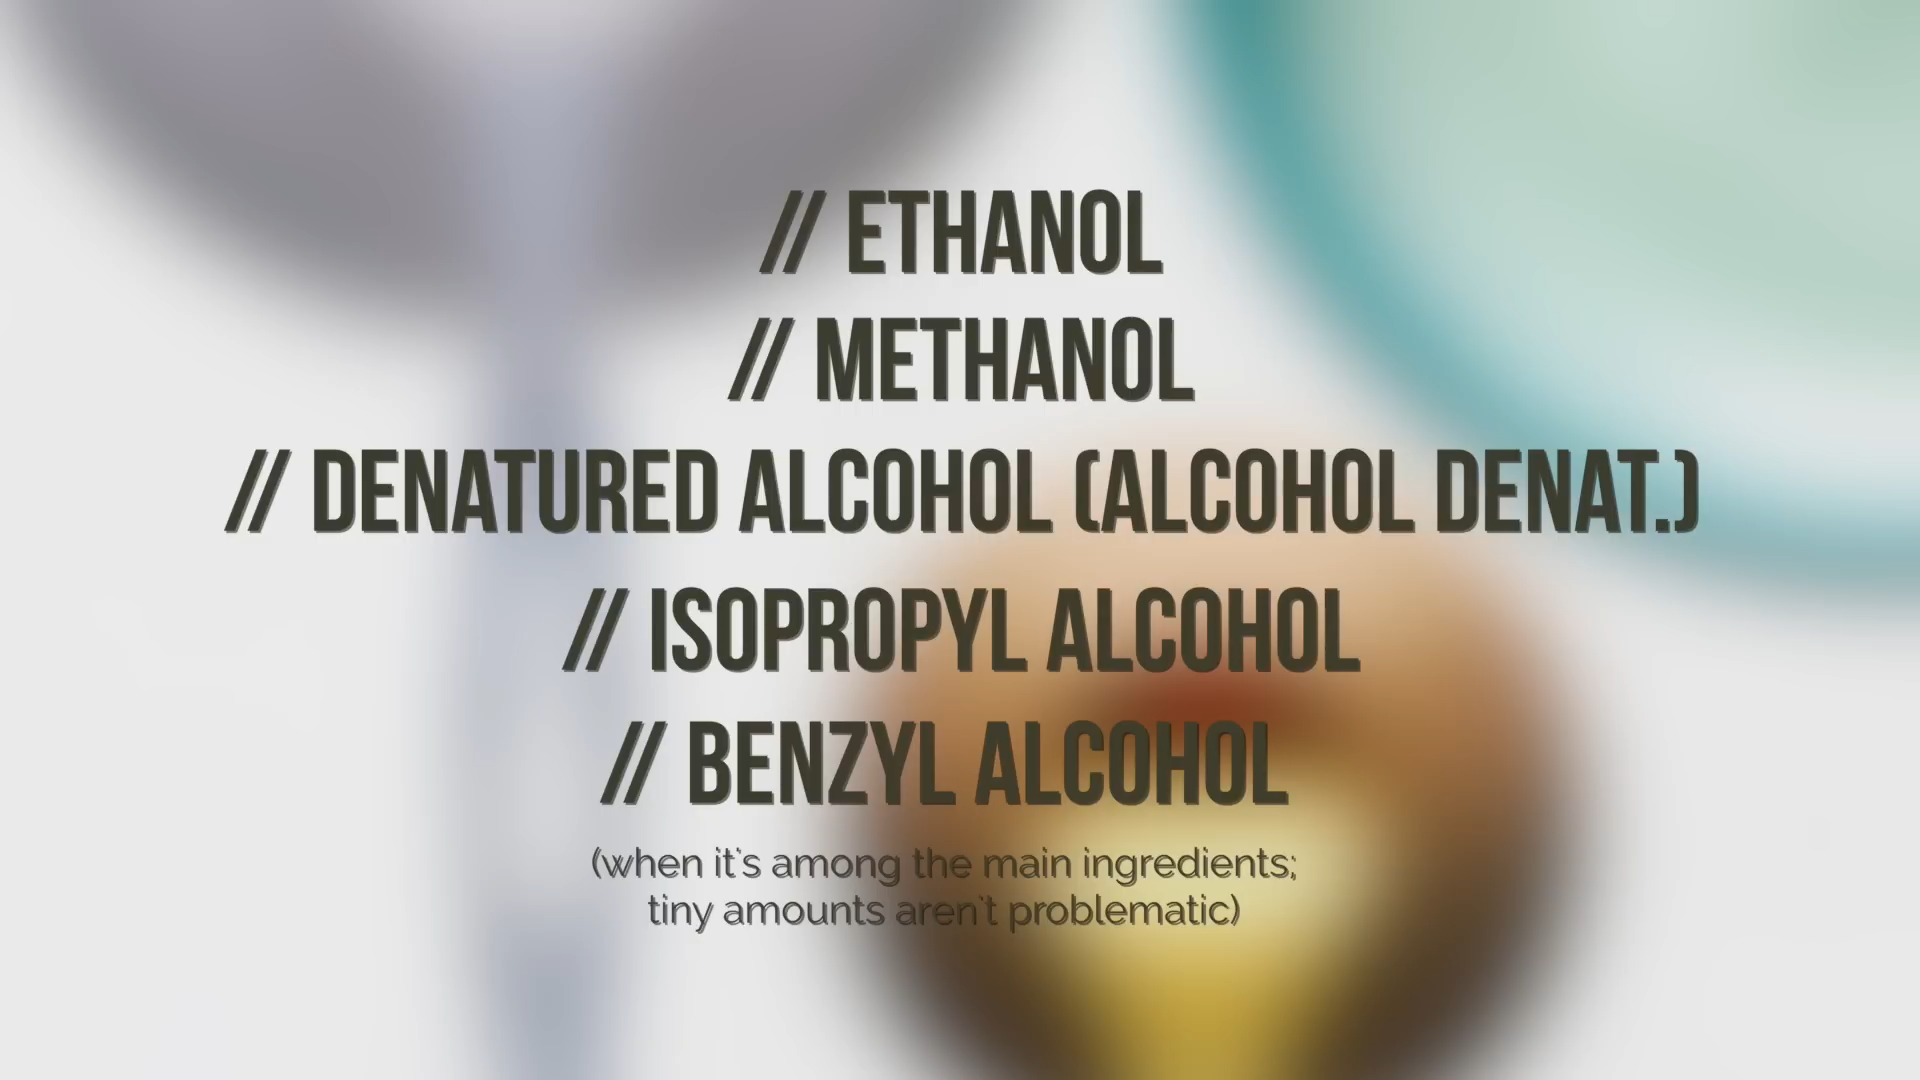 // ETHANOL
// METHANOL
// DENATURED ALCOHOL (ALCOHOL DENAT.)
// ISOPROPYL ALCOHOL
// BENZYL ALCOHOL
(when it's among the main ingredients;
tiny amounts aren't problematic)